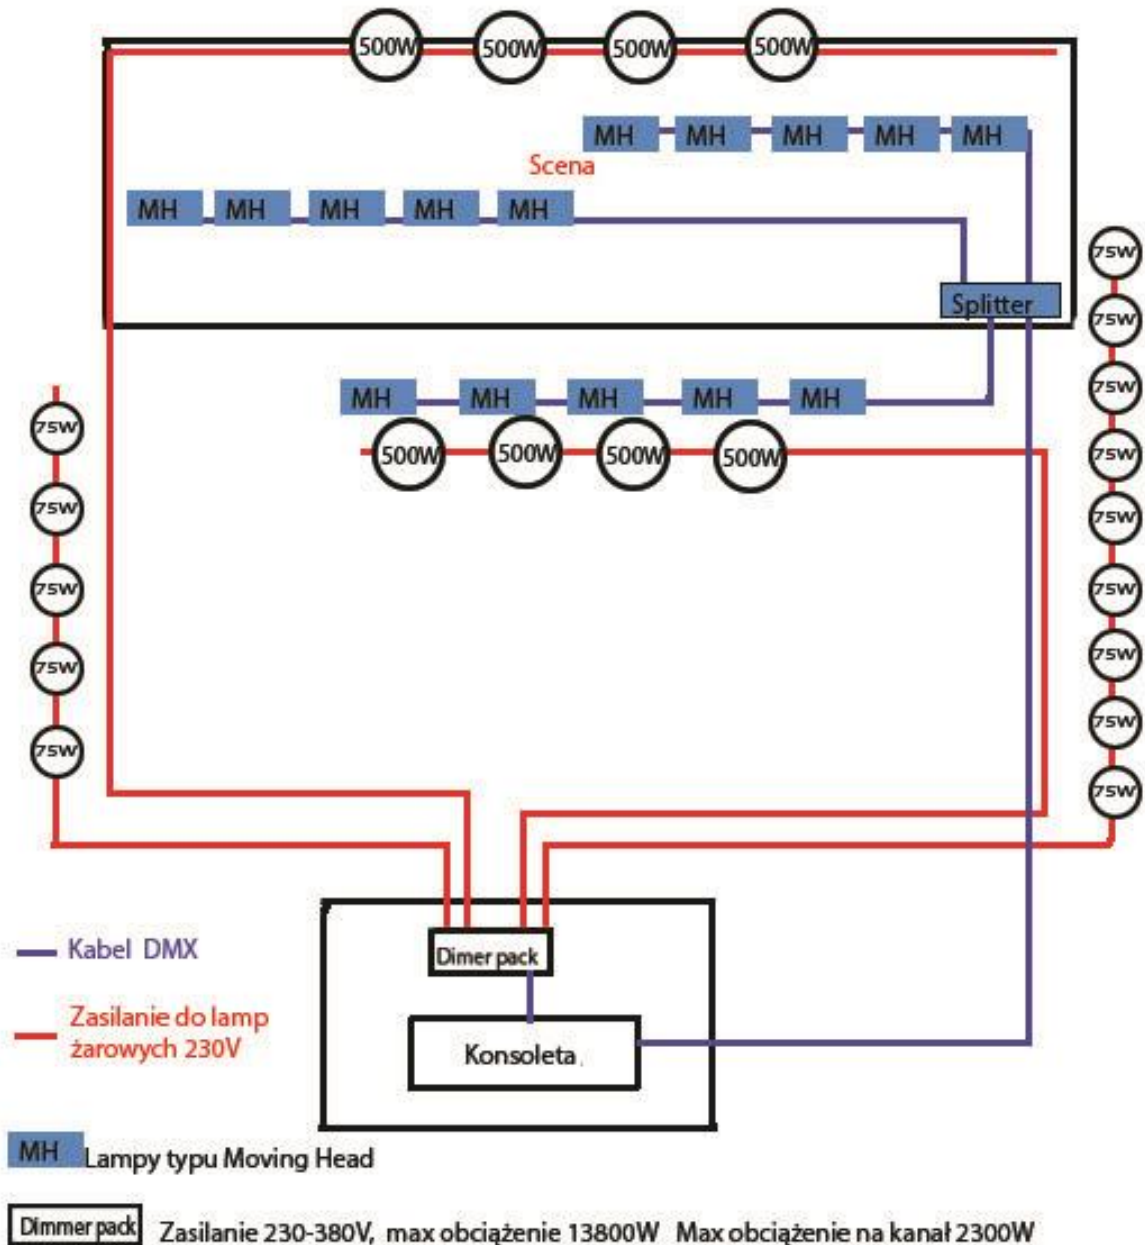 500W 500W 500W 500W
MH MH MH MH MH
Scena
MH MH MH MH MH
75W
Splitter
75W
75W
MH MH MH MH MH
75W
500W 500W 500W 500W
75W
75W
75W
75W
75W
75W
75W
75W
75W
75W
Dimer pack
Kabel DMX
Zasilanie do lamp
żarowych 230V
Konsoleta
MH Lampy typu Moving Head
Dimmer pack Zasilanie 230-380V, max obciążenie 13800W Max obciążenie na kanał 2300W